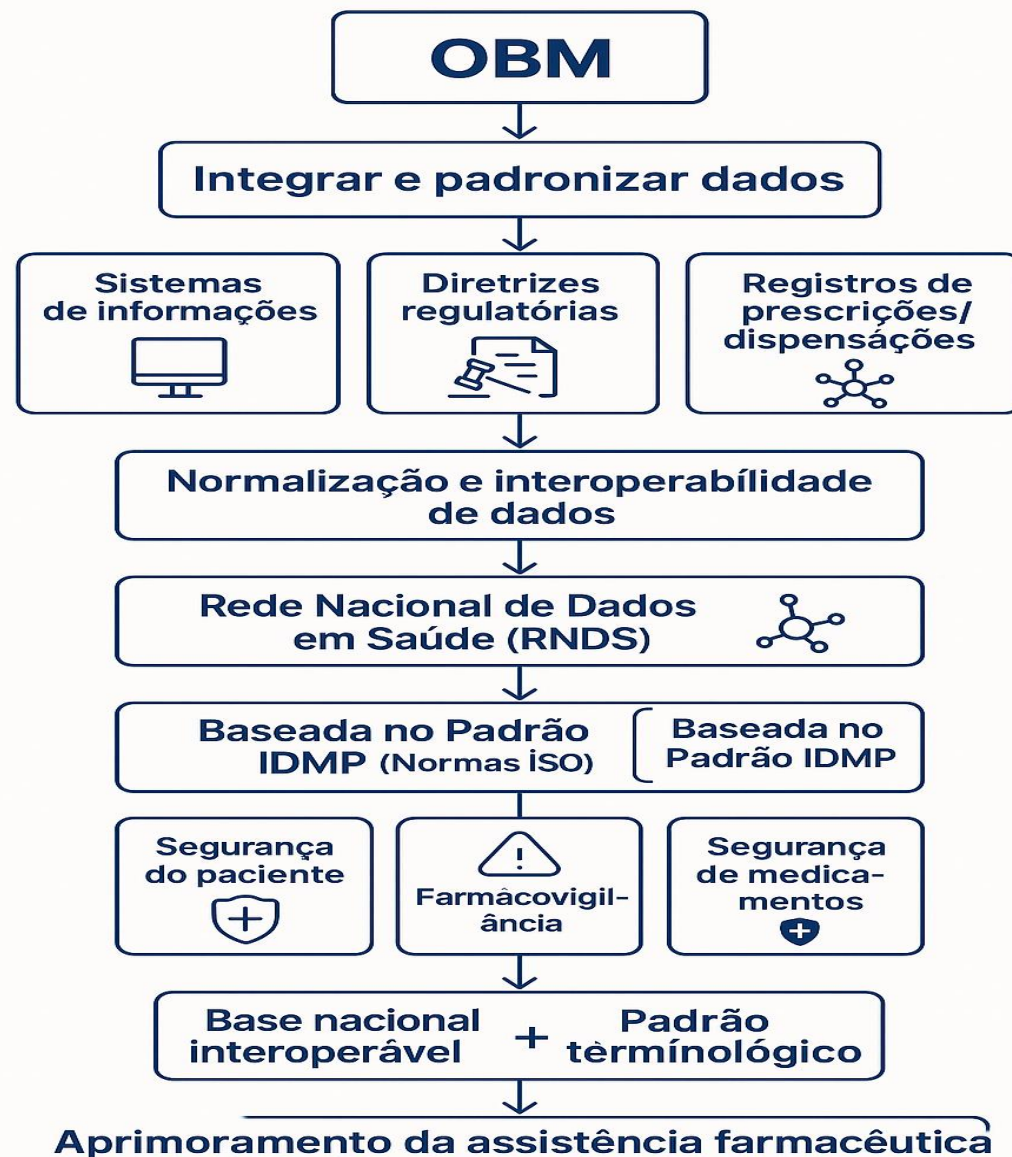 OBM
Integrar e padronizar dados
Sistemas
de informações
Diretrizes
regulatórias
Registros de
prescrições/
dispensáções
Normalização e interoperabílidade
de dados
Rede Nacional de Dados
em Saúde (RNDS)
Baseada no Padrão
IDMP (Normas İSO)
Baseada no
Padrão IDMP
Segurança
do paciente
Farmâcovigil-
ância
Segurança
de medica-
mentos
Base nacional
interoperável
+
Padrão
tèrmínológico
Aprimoramento da assistência farmacêutica